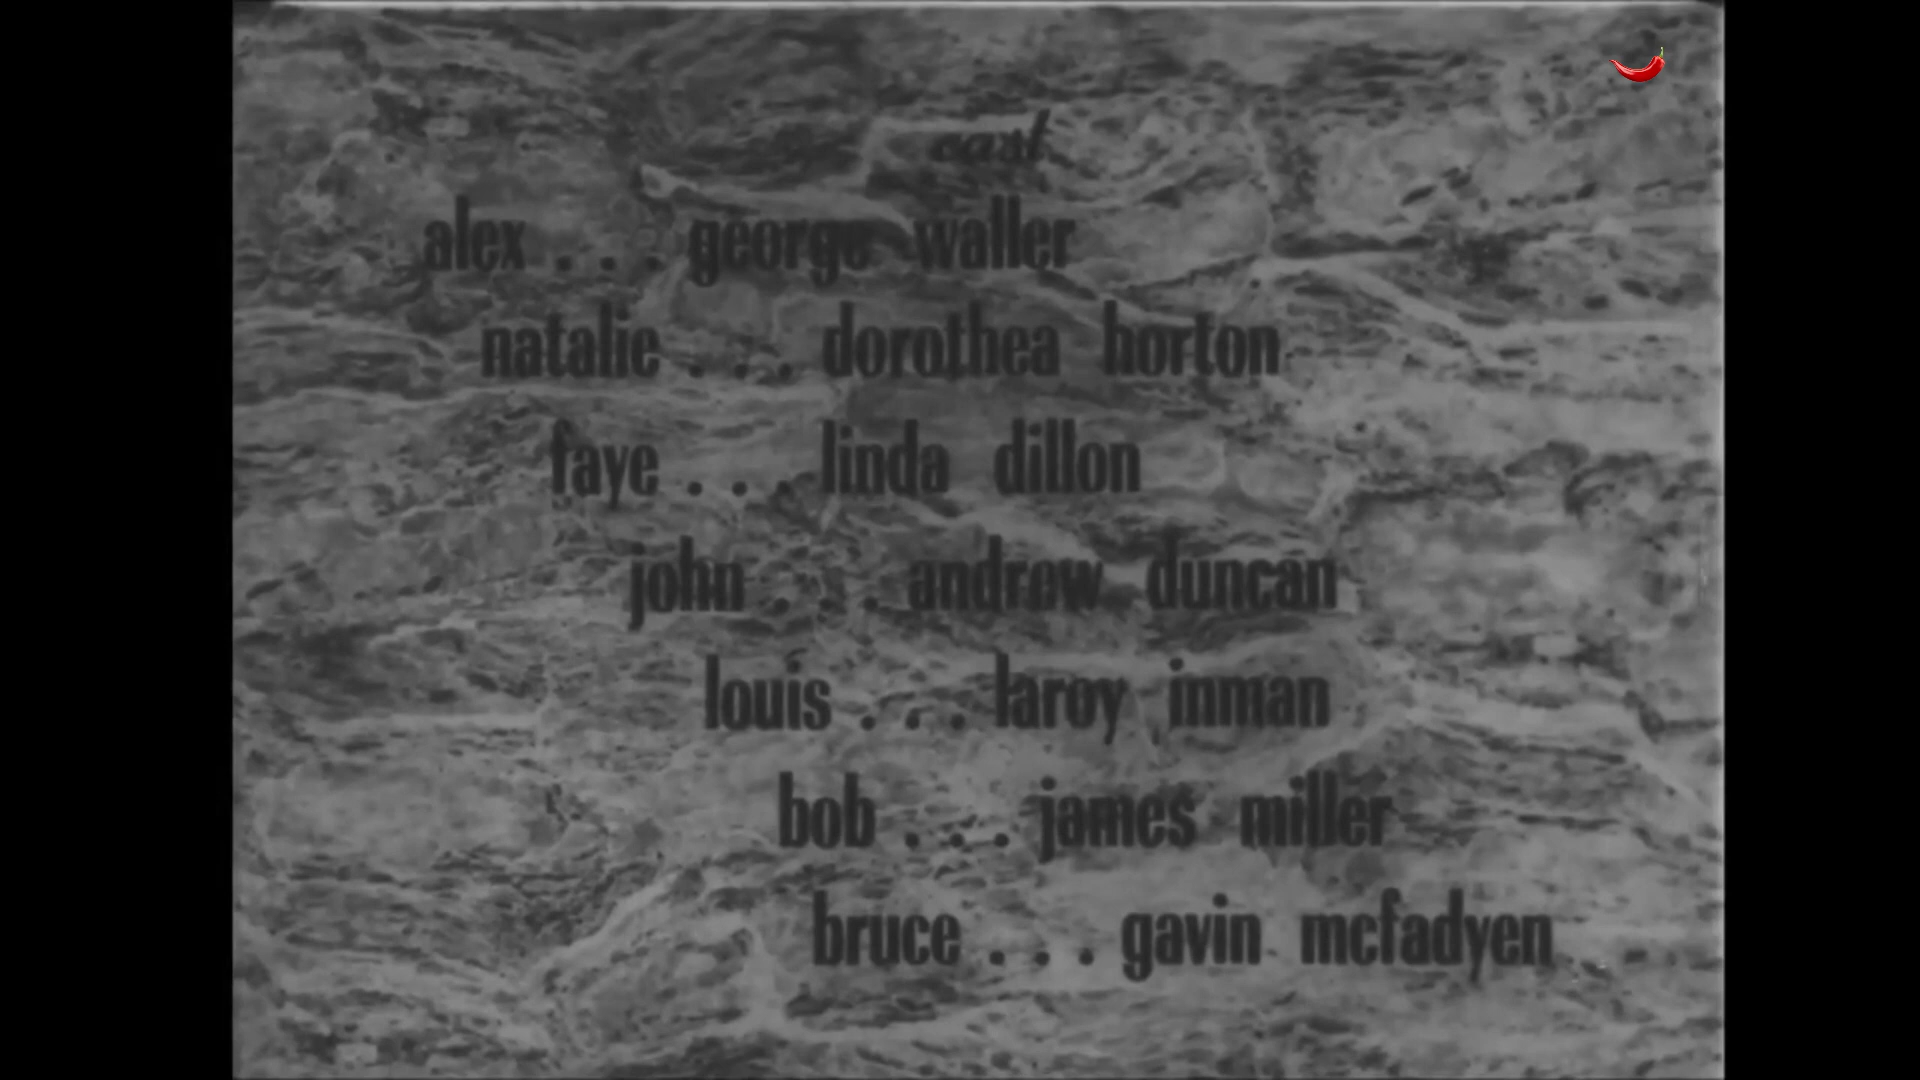 cast
alex . . . george waller
natalie . . . dorothea horton
faye . . . linda dillon
john . . . andrew duncan
louis . . . laroy inman
bob . . . james miller
bruce . . . gavin mcfadyen